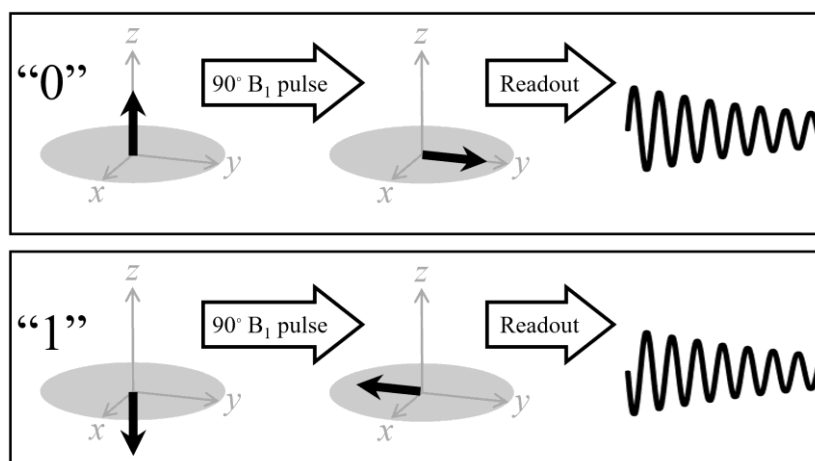 “0”
z
90° B₁ pulse
Readout
y
x
y
x
z
“1”
z
90° B₁ pulse
Readout
y
x
y
x
z